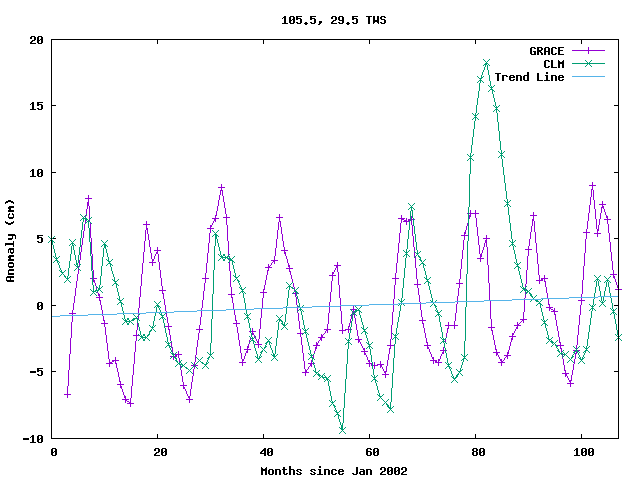 105.5, 29.5 TWS
GRACE
CLM
Trend Line
20
15
10
5
0
-5
-10
Anomaly (cm)
0 20 40 60 80 100
Months since Jan 2002